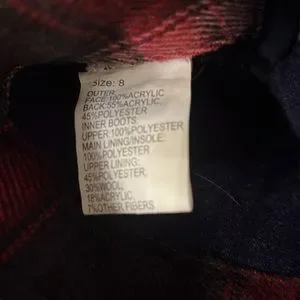 Size: 8
OUTER:
FACE:100%ACRYLIC
BACK:55%ACRYLIC,
45%POLYESTER
INNER BOOTS:
UPPER:100%POLYESTER
MAIN LINING/INSOLE:
100%POLYESTER
UPPER LINING:
45%POLYESTER,
30%WOOL,
18%ACRYLIC,
7%OTHER FIBERS